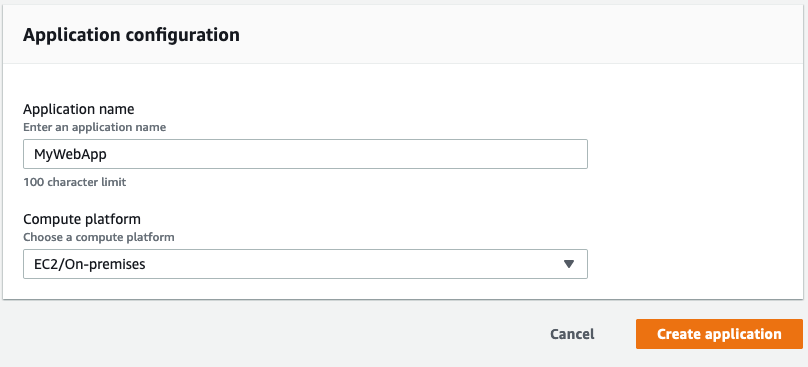 Application configuration
Application name
Enter an application name
MyWebApp
100 character limit
Compute platform
Choose a compute platform
EC2/On-premises
Cancel
Create application